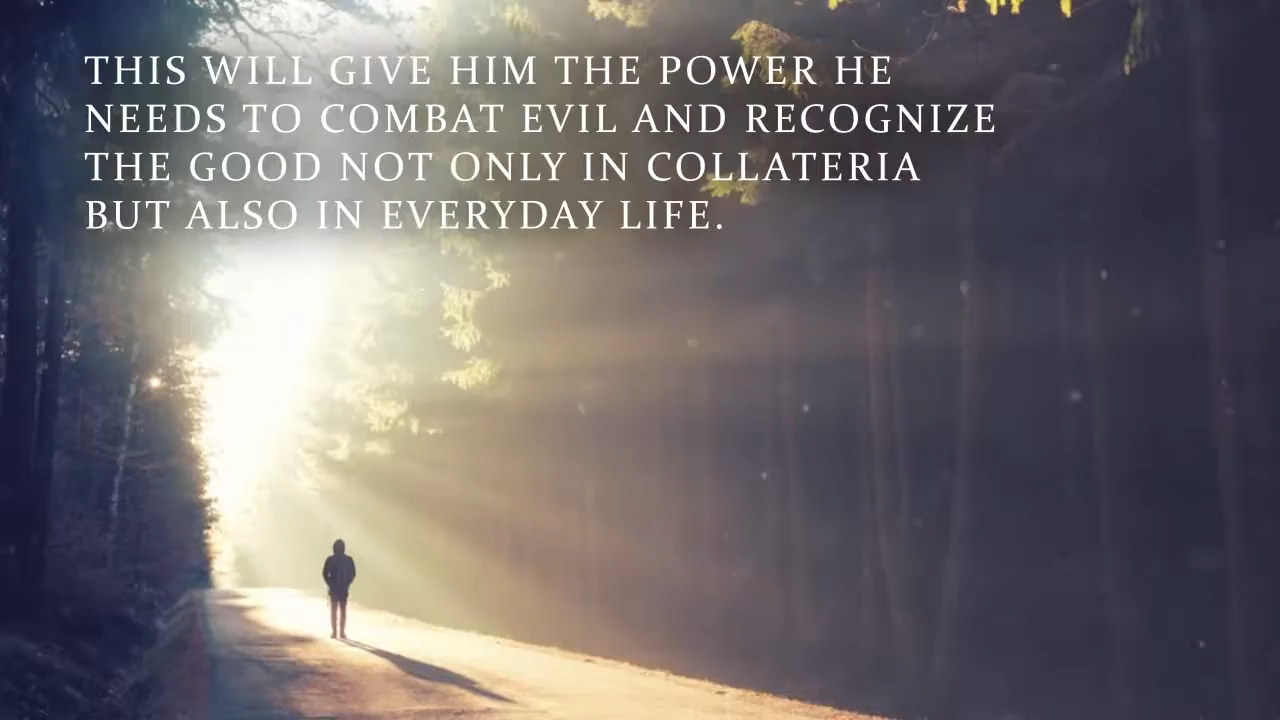 THIS WILL GIVE HIM THE POWER HE
NEEDS TO COMBAT EVIL AND RECOGNIZE
THE GOOD NOT ONLY IN COLLATERIA
BUT ALSO IN EVERYDAY LIFE.